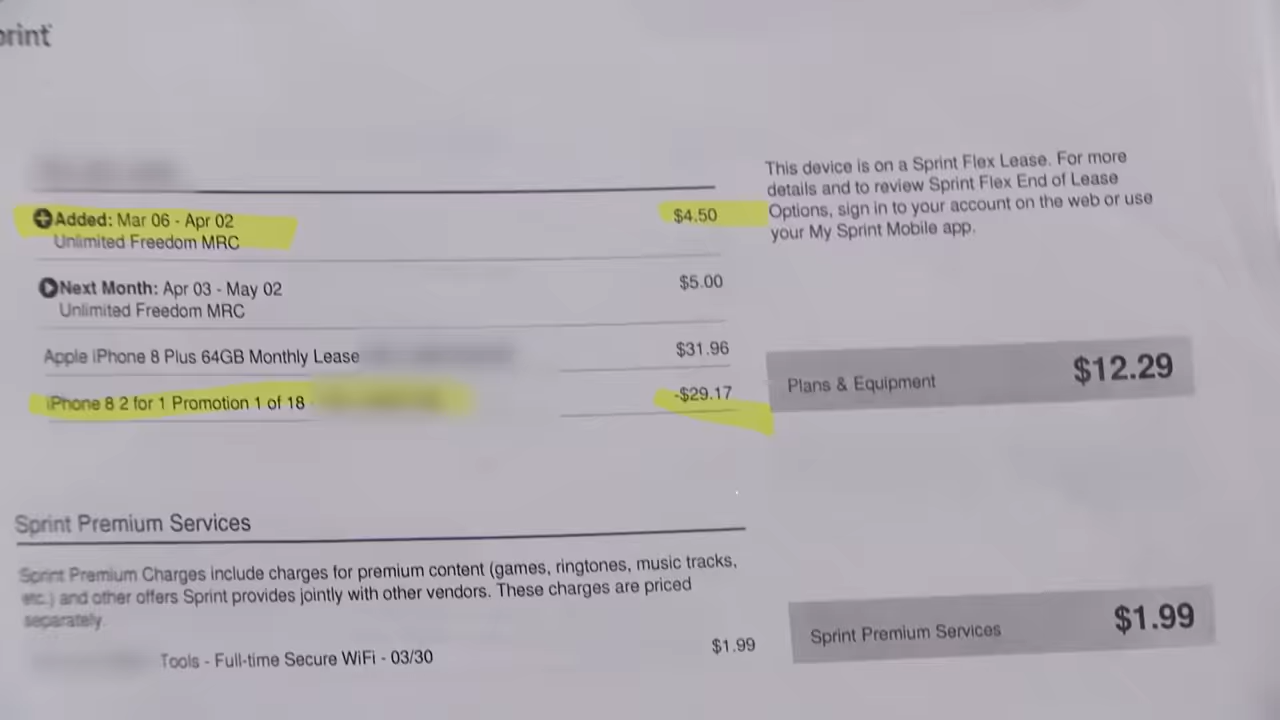 print
Added: Mar 06 - Apr 02
Unlimited Freedom MRC
$4.50
Next Month: Apr 03 - May 02
Unlimited Freedom MRC
$5.00
Apple iPhone 8 Plus 64GB Monthly Lease
$31.96
iPhone 8 2 for 1 Promotion 1 of 18
-$29.17
This device is on a Sprint Flex Lease. For more
details and to review Sprint Flex End of Lease
Options, sign in to your account on the web or use
your My Sprint Mobile app.
Plans & Equipment
$12.29
Sprint Premium Services
Sprint Premium Charges include charges for premium content (games, ringtones, music tracks,
etc.) and other offers Sprint provides jointly with other vendors. These charges are priced
separately.
Tools - Full-time Secure WiFi - 03/30
$1.99
Sprint Premium Services
$1.99